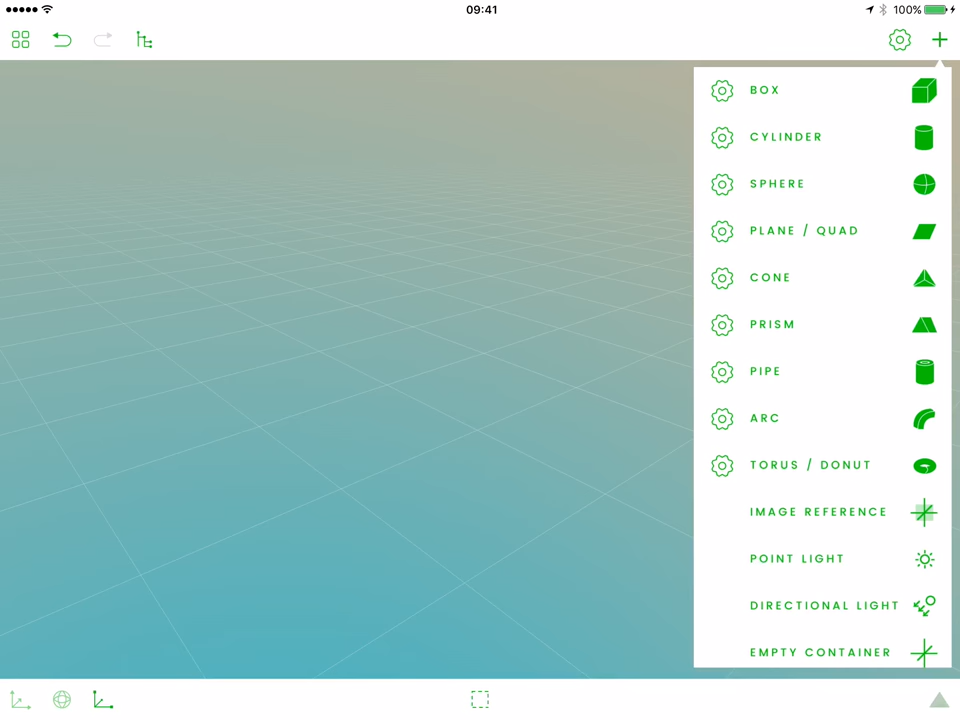 09:41
100%
BOX
CYLINDER
SPHERE
PLANE / QUAD
CONE
PRISM
PIPE
ARC
TORUS / DONUT
IMAGE REFERENCE
POINT LIGHT
DIRECTIONAL LIGHT
EMPTY CONTAINER